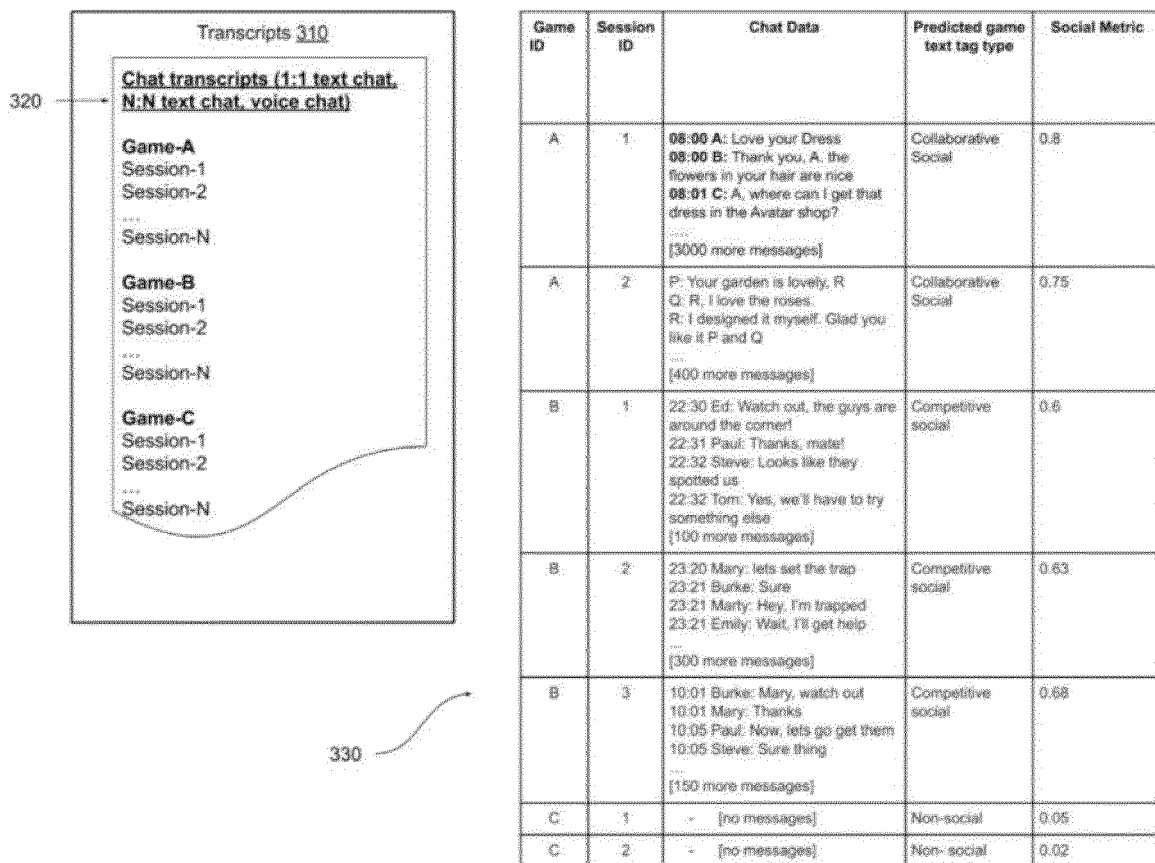 Transcripts 310
320
Chat transcripts (1:1 text chat,
N:N text chat, voice chat)
Game-A
Session-1
Session-2
...
Session-N
Game-B
Session-1
Session-2
...
Session-N
Game-C
Session-1
Session-2
...
Session-N
330
Game ID
Session ID
Chat Data
Predicted game text tag type
Social Metric
A
1
08:00 A: Love your Dress
08:00 B: Thank you, A. the
flowers in your hair are nice
08:01 C: A, where can I get that
dress in the Avatar shop?
....
[3000 more messages]
Collaborative
Social
0.8
A
2
P: Your garden is lovely, R
Q: R, I love the roses.
R: I designed it myself. Glad you
like it P and Q
....
[400 more messages]
Collaborative
Social
0.75
B
1
22:30 Ed: Watch out, the guys are
around the corner!
22:31 Paul: Thanks, mate!
22:32 Steve: Looks like they
spotted us
22:32 Tom: Yes, we'll have to try
something else
[100 more messages]
Competitive
social
0.6
B
2
23:20 Mary: lets set the trap
23:21 Burke: Sure
23:21 Marty: Hey, I'm trapped
23:21 Emily: Wait, I'll get help
...
[300 more messages]
Competitive
social
0.63
B
3
10:01 Burke: Mary, watch out
10:01 Mary: Thanks
10:05 Paul: Now, lets go get them
10:05 Steve: Sure thing
....
[150 more messages]
Competitive
social
0.68
C
1
- [no messages]
Non-social
0.05
C
2
- [no messages]
Non- social
0.02